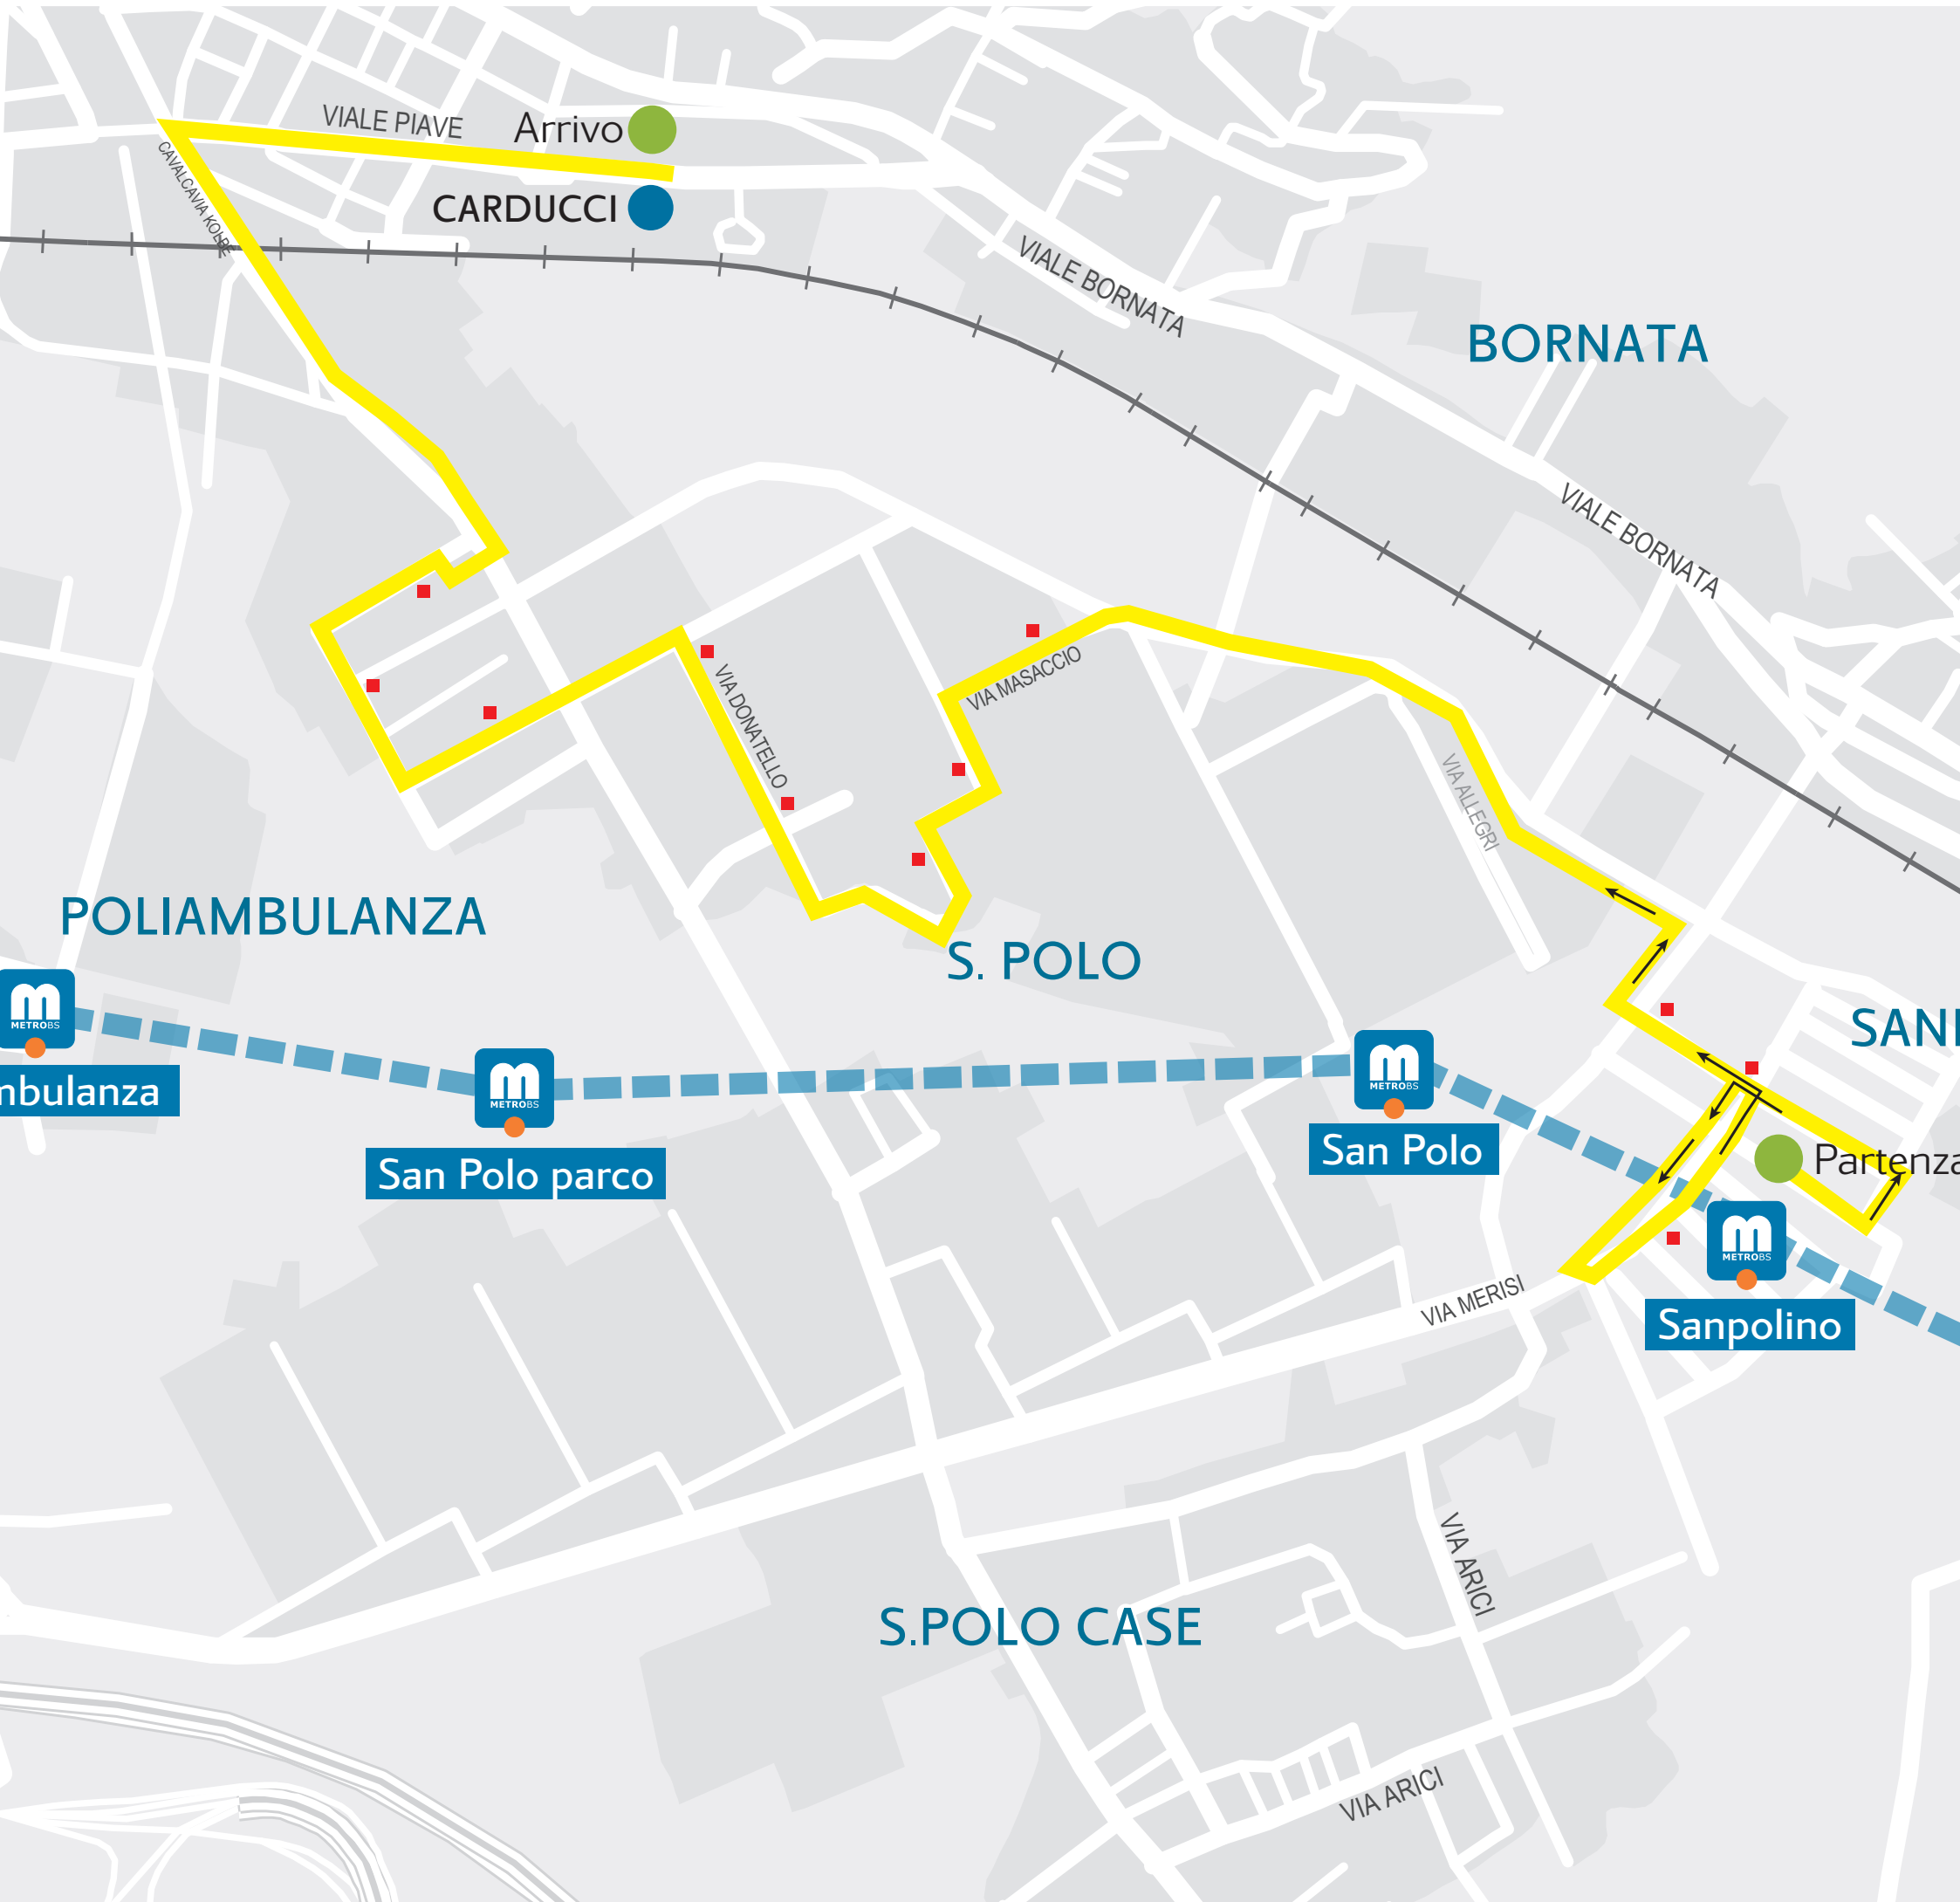 VIALE PIAVE
Arrivo
CAVALCAVIA KOLBE
CARDUCCI
VIALE BORNATA
BORNATA
VIALE BORNATA
VIA MASACCIO
VIA DONATELLO
VIA ALLEGRI
POLIAMBULANZA
S. POLO
METROBS
SAN
METROBS
METROBS
mbulanza
San Polo parco
San Polo
Partenza
METROBS
VIA MERISI
Sanpolino
VIA ARICI
S.POLO CASE
VIA ARICI